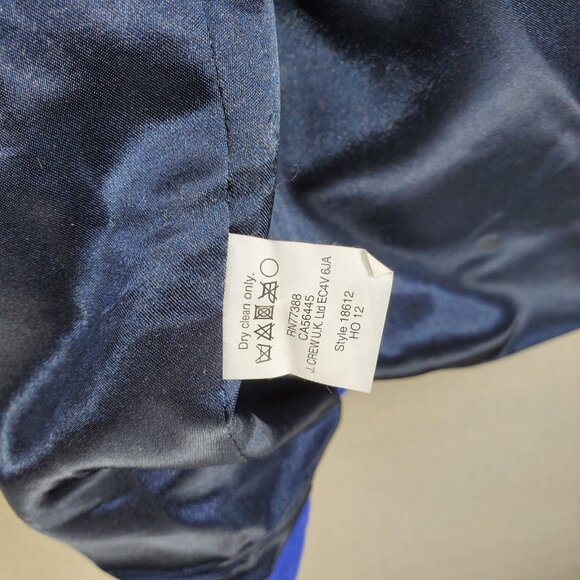 Dry clean only.
RN77388
CA56445
J. CREW U.K. Ltd EC4V 6JA
Style 18612
HO 12